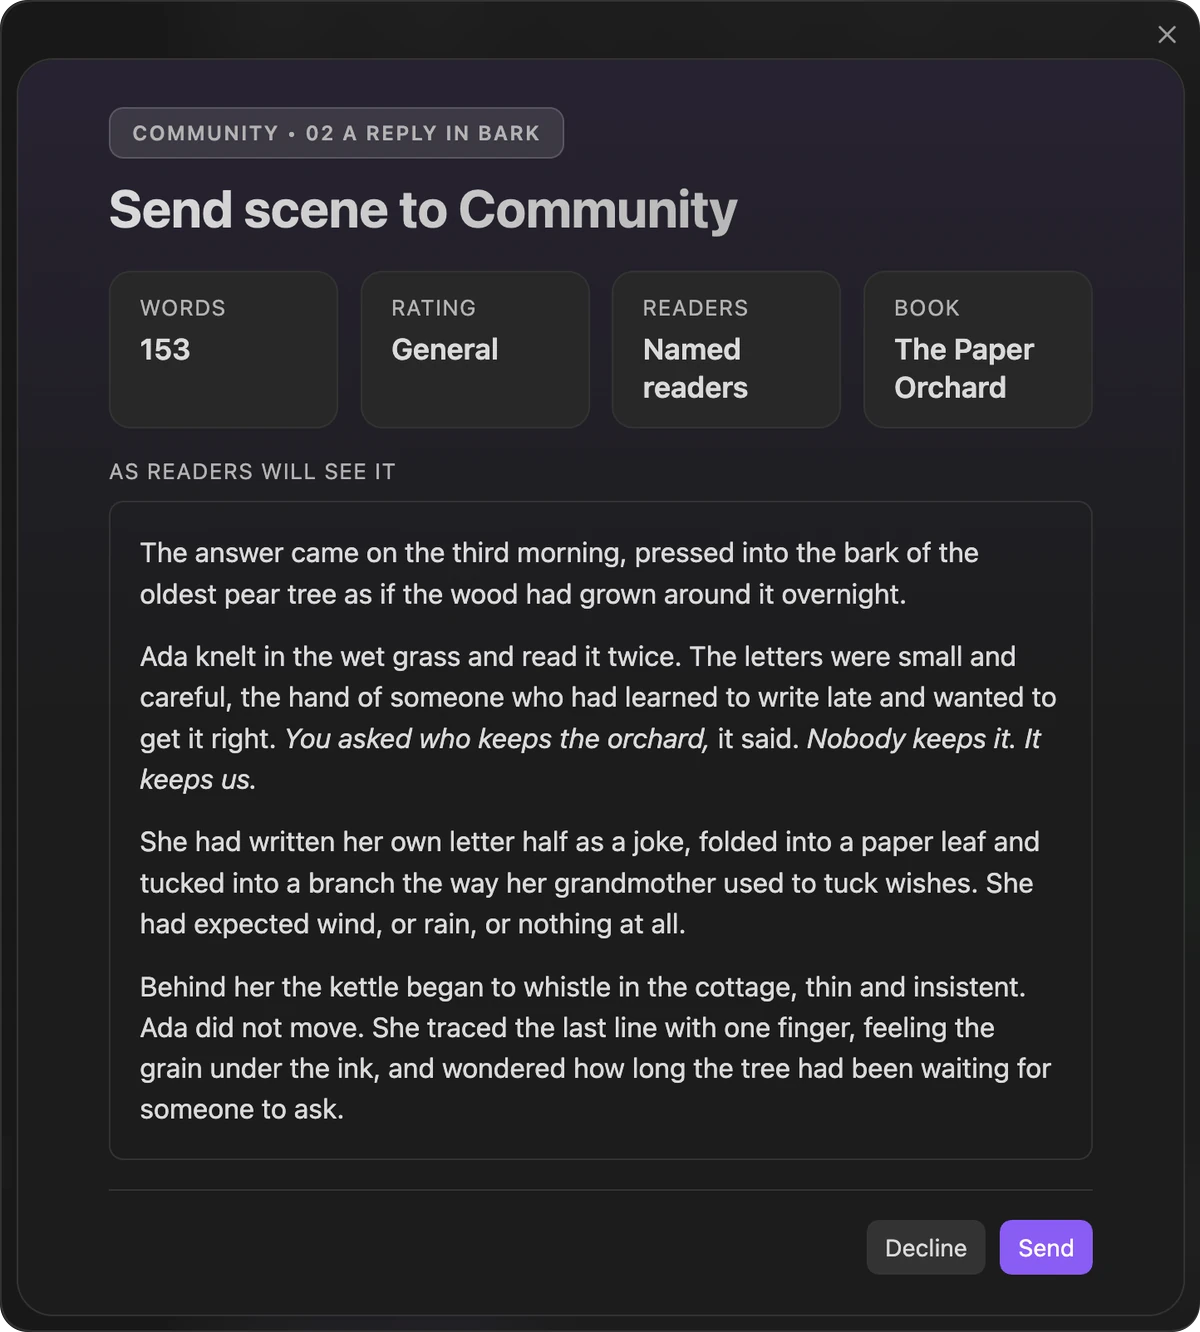 COMMUNITY • 02 A REPLY IN BARK
Send scene to Community
WORDS
153
RATING
General
READERS
Named
readers
BOOK
The Paper
Orchard
AS READERS WILL SEE IT
The answer came on the third morning, pressed into the bark of the
oldest pear tree as if the wood had grown around it overnight.
Ada knelt in the wet grass and read it twice. The letters were small and
careful, the hand of someone who had learned to write late and wanted to
get it right. You asked who keeps the orchard, it said. Nobody keeps it. It
keeps us.
She had written her own letter half as a joke, folded into a paper leaf and
tucked into a branch the way her grandmother used to tuck wishes. She
had expected wind, or rain, or nothing at all.
Behind her the kettle began to whistle in the cottage, thin and insistent.
Ada did not move. She traced the last line with one finger, feeling the
grain under the ink, and wondered how long the tree had been waiting for
someone to ask.
Decline
Send